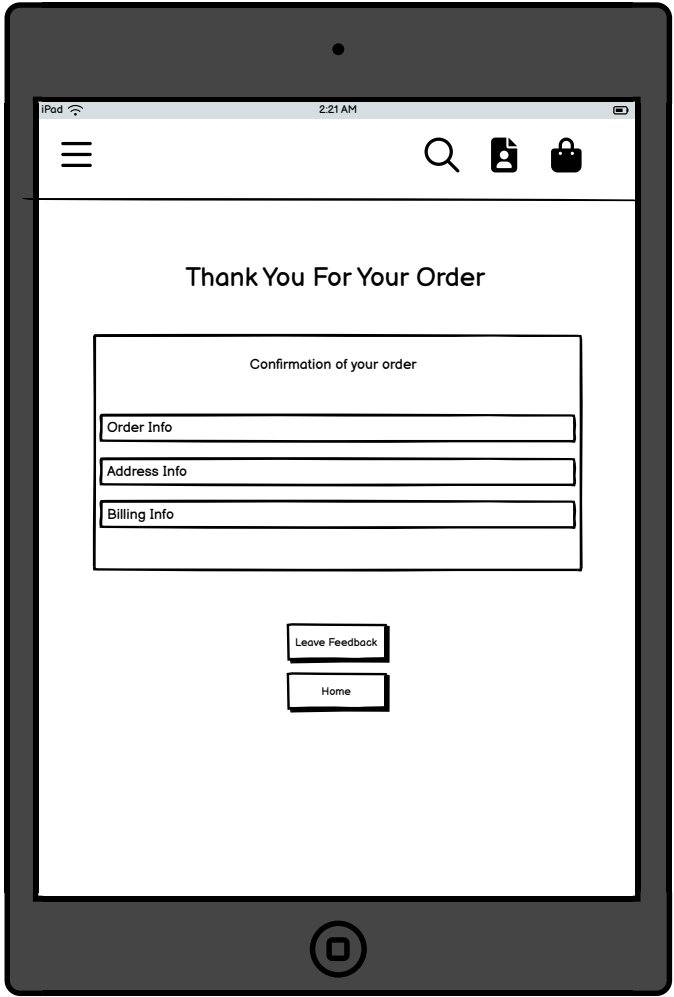 iPad 2:21 AM
Thank You For Your Order
Confirmation of your order
Order Info
Address Info
Billing Info
Leave Feedback
Home